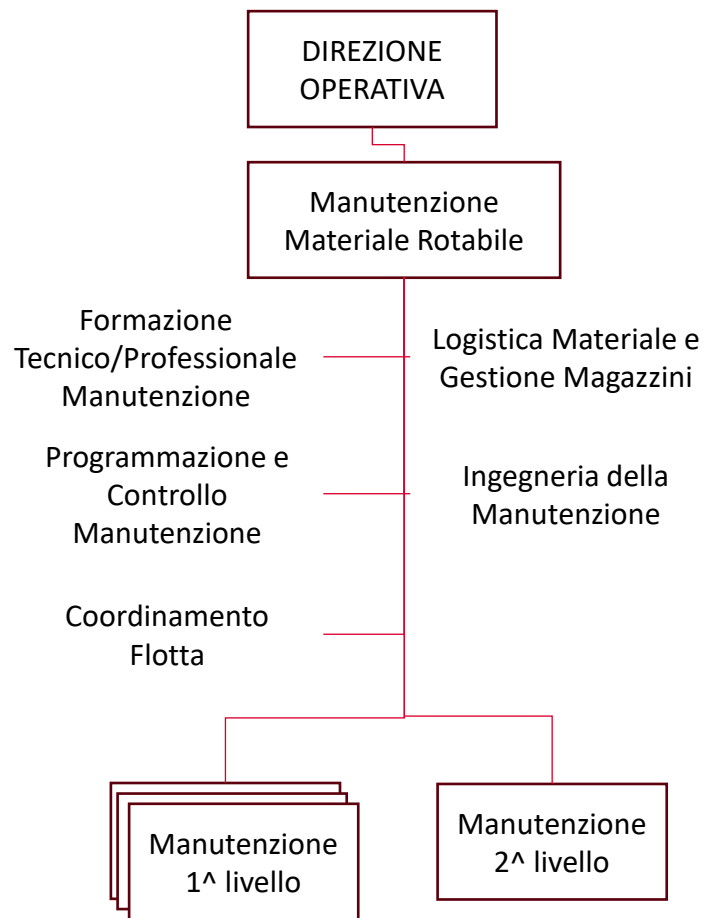 DIREZIONE
OPERATIVA
Manutenzione
Materiale Rotabile
Formazione
Tecnico/Professionale
Manutenzione
Logistica Materiale e
Gestione Magazzini
Programmazione e
Controllo
Manutenzione
Ingegneria della
Manutenzione
Coordinamento
Flotta
Manutenzione
1^ livello
Manutenzione
2^ livello